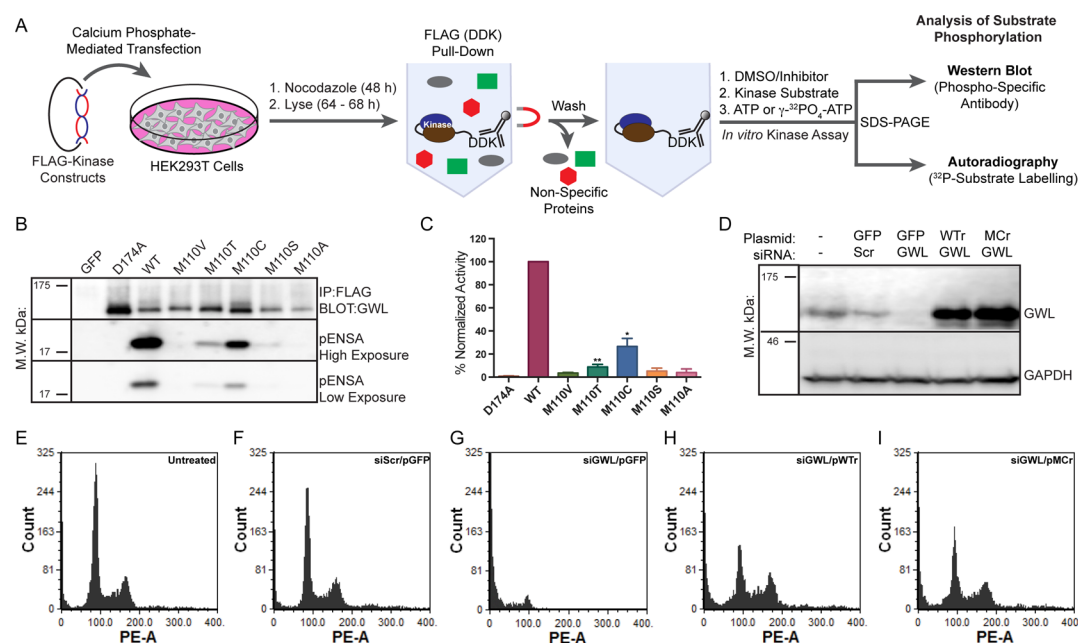 A
Calcium Phosphate-
Mediated Transfection
FLAG-Kinase
Constructs
HEK293T Cells
1. Nocodazole (48 h)
2. Lyse (64 - 68 h)
FLAG (DDK)
Pull-Down
Kinase
DDK
Wash
Non-Specific
Proteins
DDK
1. DMSO/Inhibitor
2. Kinase Substrate
3. ATP or γ-³²PO₄-ATP
In vitro Kinase Assay
SDS-PAGE
Analysis of Substrate
Phosphorylation
Western Blot
(Phospho-Specific
Antibody)
Autoradiography
(³²P-Substrate Labelling)
B
GFP D174A WT M110V M110T M110C M110S M110A
M.W. kDa:
175
17
17
IP:FLAG
BLOT:GWL
pENSA
High Exposure
pENSA
Low Exposure
C
% Normalized Activity
120
100
80
60
40
20
0
** *
D174A WT M110V M110T M110C M110S M110A
D
Plasmid: - GFP GFP WTr MCr
siRNA: - Scr GWL GWL GWL
M.W. kDa:
175
46
GWL
GAPDH
E
Untreated
Count
325
244
163
81
0
0 100.0 200.0 300.0 400.
PE-A
F
siScr/pGFP
Count
325
244
163
81
0
0 100.0 200.0 300.0 400.
PE-A
G
siGWL/pGFP
Count
325
244
163
81
0
0 100.0 200.0 300.0 400.
PE-A
H
siGWL/pWTr
Count
325
244
163
81
0
0 100.0 200.0 300.0 400.
PE-A
I
siGWL/pMCr
Count
325
244
163
81
0
0 100.0 200.0 300.0 400.
PE-A